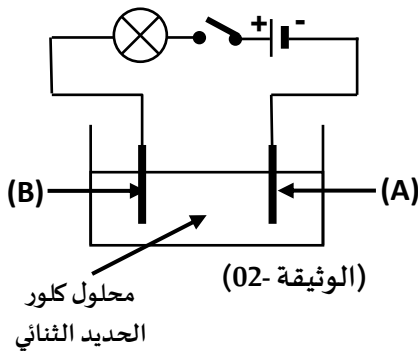 + -
(B)
(A)
(الوثيقة -02)
محلول كلور
الحديد الثنائي